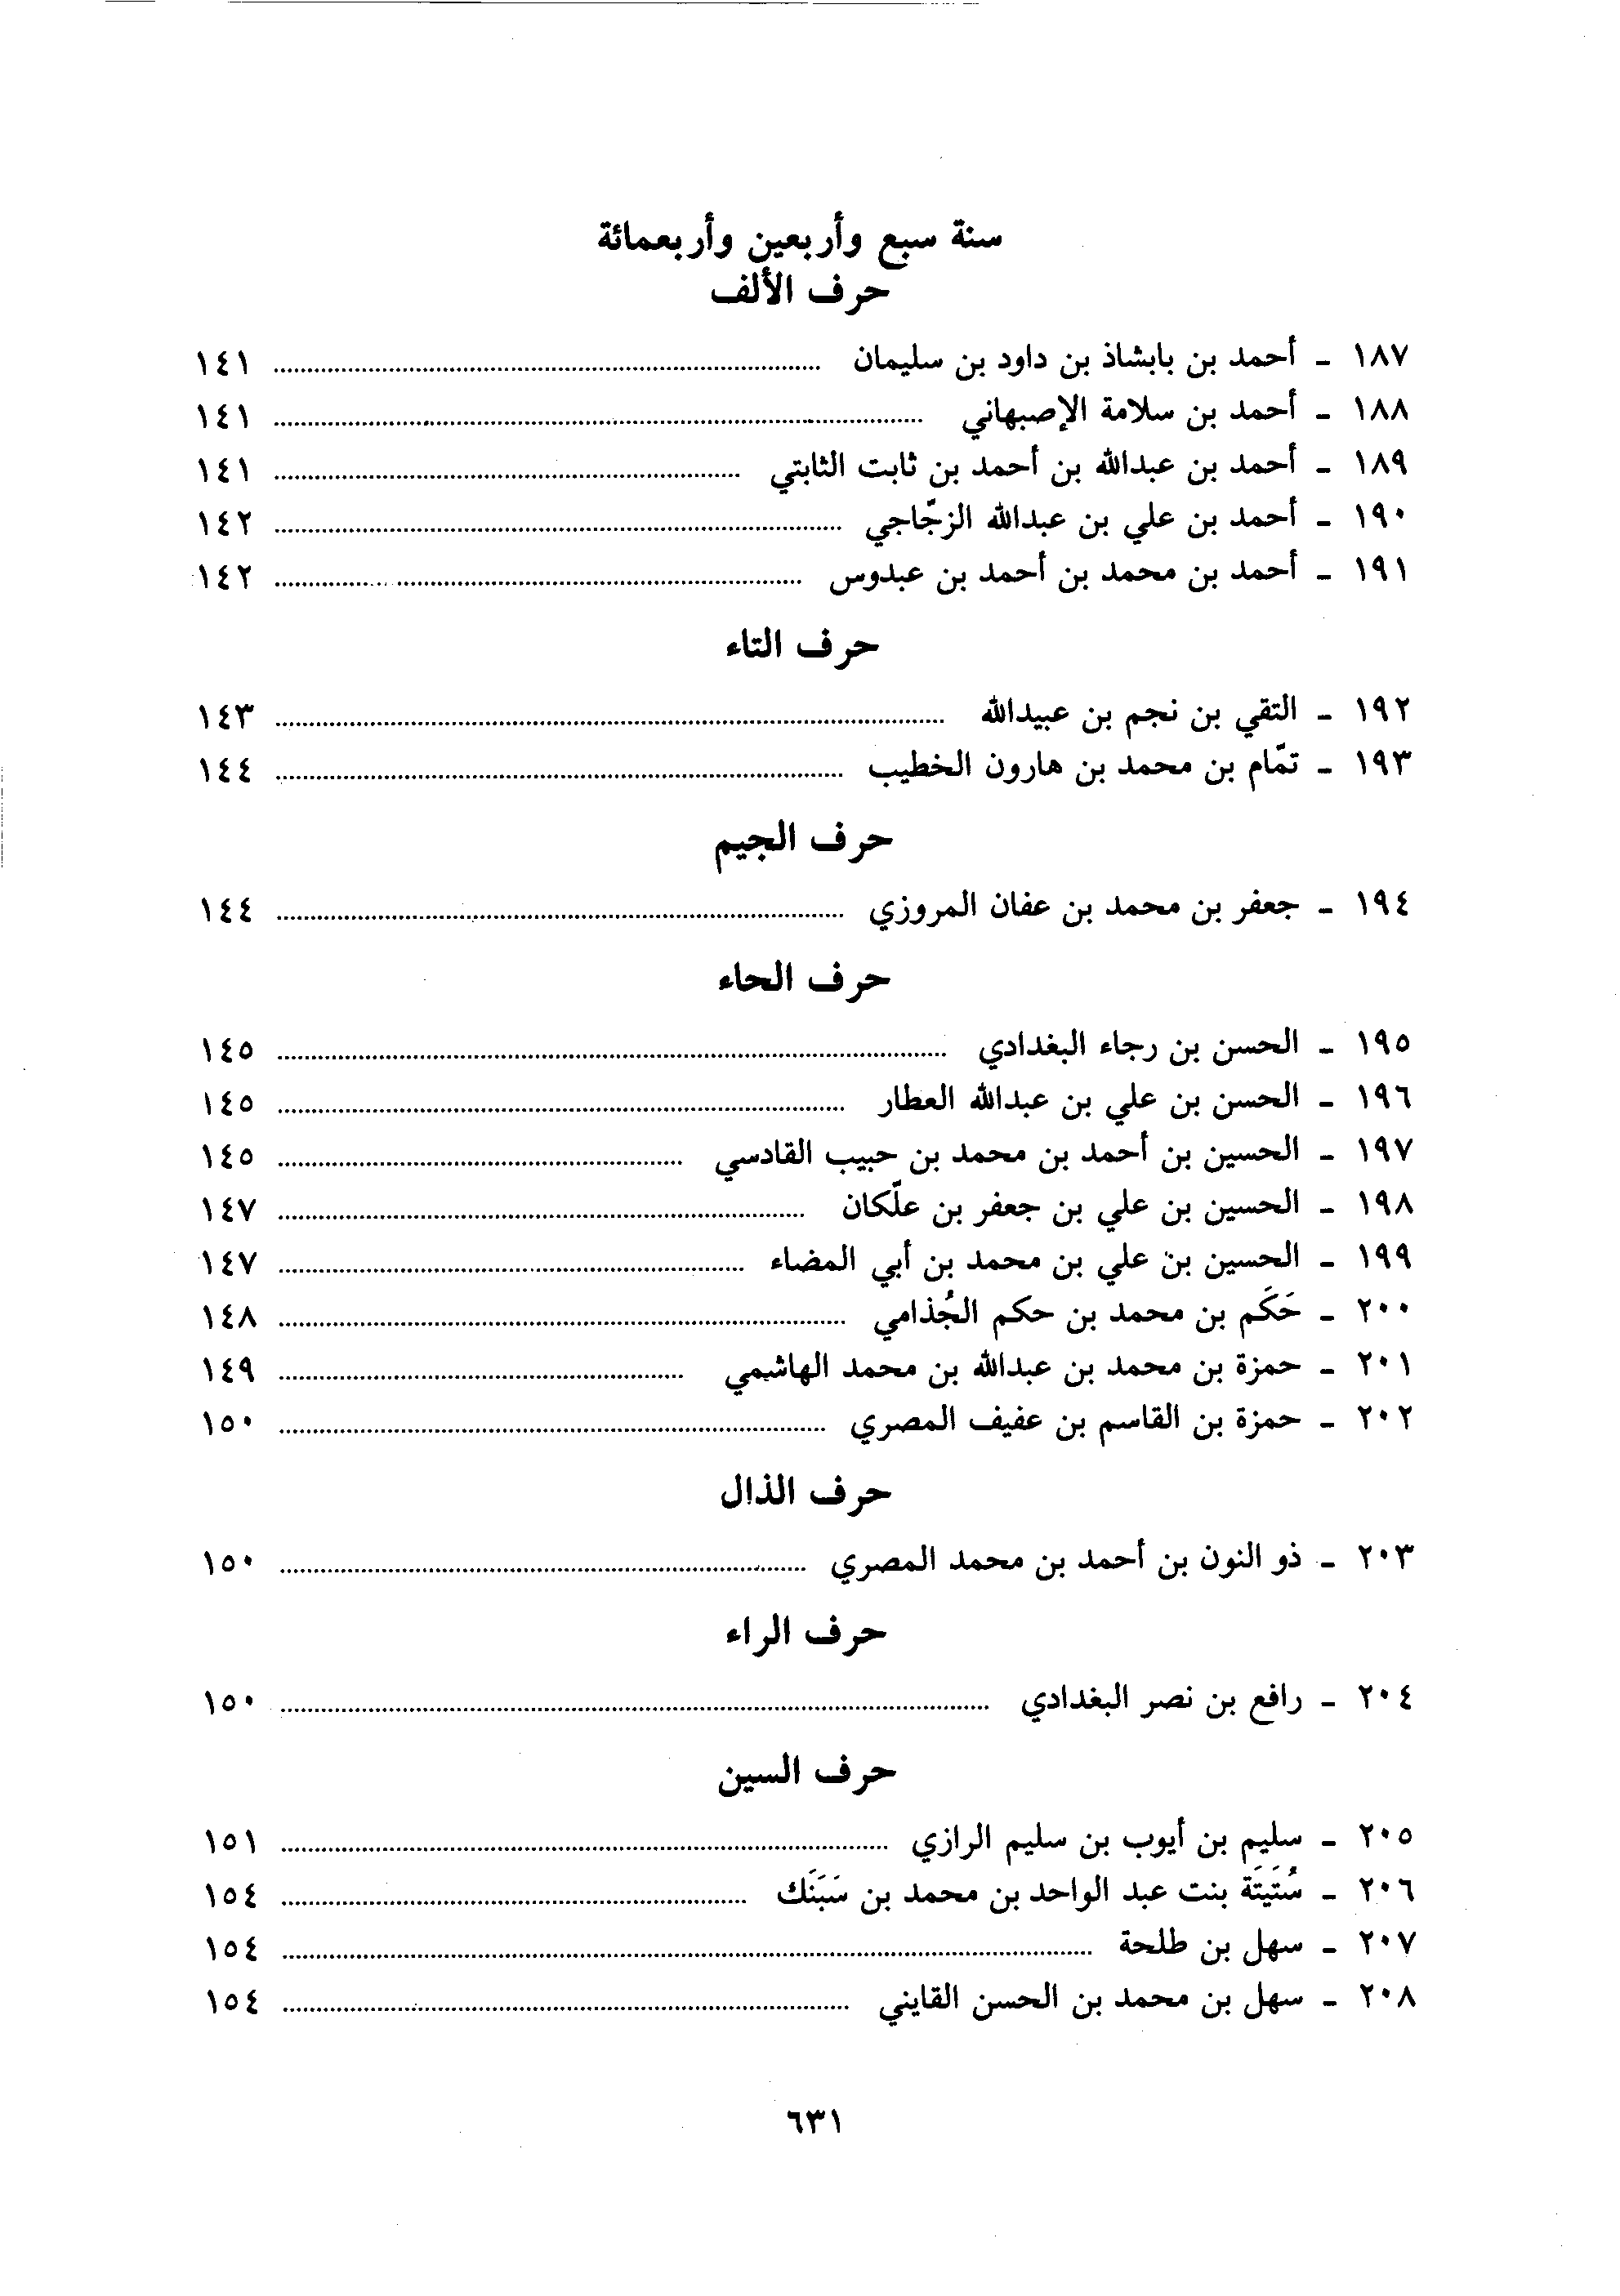 سنة سبع وأربعين وأربعمائة
حرف الألف
١٨٧ ـ أحمد بن بابشاذ بن داود بن سليمان ........ ١٤١
١٨٨ ـ أحمد بن سلامة الإصبهاني ........ ١٤١
١٨٩ ـ أحمد بن عبدالله بن أحمد بن ثابت الثابتي ........ ١٤١
١٩٠ ـ أحمد بن علي بن عبدالله الزجّاجي ........ ١٤٢
١٩١ ـ أحمد بن محمد بن أحمد بن عبدوس ........ ١٤٢
حرف التاء
١٩٢ ـ التقي بن نجم بن عبيدالله ........ ١٤٣
١٩٣ ـ تمّام بن محمد بن هارون الخطيب ........ ١٤٤
حرف الجيم
١٩٤ ـ جعفر بن محمد بن عفان المروزي ........ ١٤٤
حرف الحاء
١٩٥ ـ الحسن بن رجاء البغدادي ........ ١٤٥
١٩٦ ـ الحسن بن علي بن عبدالله العطار ........ ١٤٥
١٩٧ ـ الحسين بن أحمد بن محمد بن حبيب القادسي ........ ١٤٥
١٩٨ ـ الحسين بن علي بن جعفر بن علّكان ........ ١٤٧
١٩٩ ـ الحسين بن علي بن محمد بن أبي المضاء ........ ١٤٧
٢٠٠ ـ حَكَم بن محمد بن حكم الجُذامي ........ ١٤٨
٢٠١ ـ حمزة بن محمد بن عبدالله بن محمد الهاشمي ........ ١٤٩
٢٠٢ ـ حمزة بن القاسم بن عفيف المصري ........ ١٥٠
حرف الذال
٢٠٣ ـ ذو النون بن أحمد بن محمد المصري ........ ١٥٠
حرف الراء
٢٠٤ ـ رافع بن نصر البغدادي ........ ١٥٠
حرف السين
٢٠٥ ـ سليم بن أيوب بن سليم الرازي ........ ١٥١
٢٠٦ ـ سُتَيتَة بنت عبد الواحد بن محمد بن سَبَنَك ........ ١٥٤
٢٠٧ ـ سهل بن طلحة ........ ١٥٤
٢٠٨ ـ سهل بن محمد بن الحسن القايني ........ ١٥٤
٦٣١